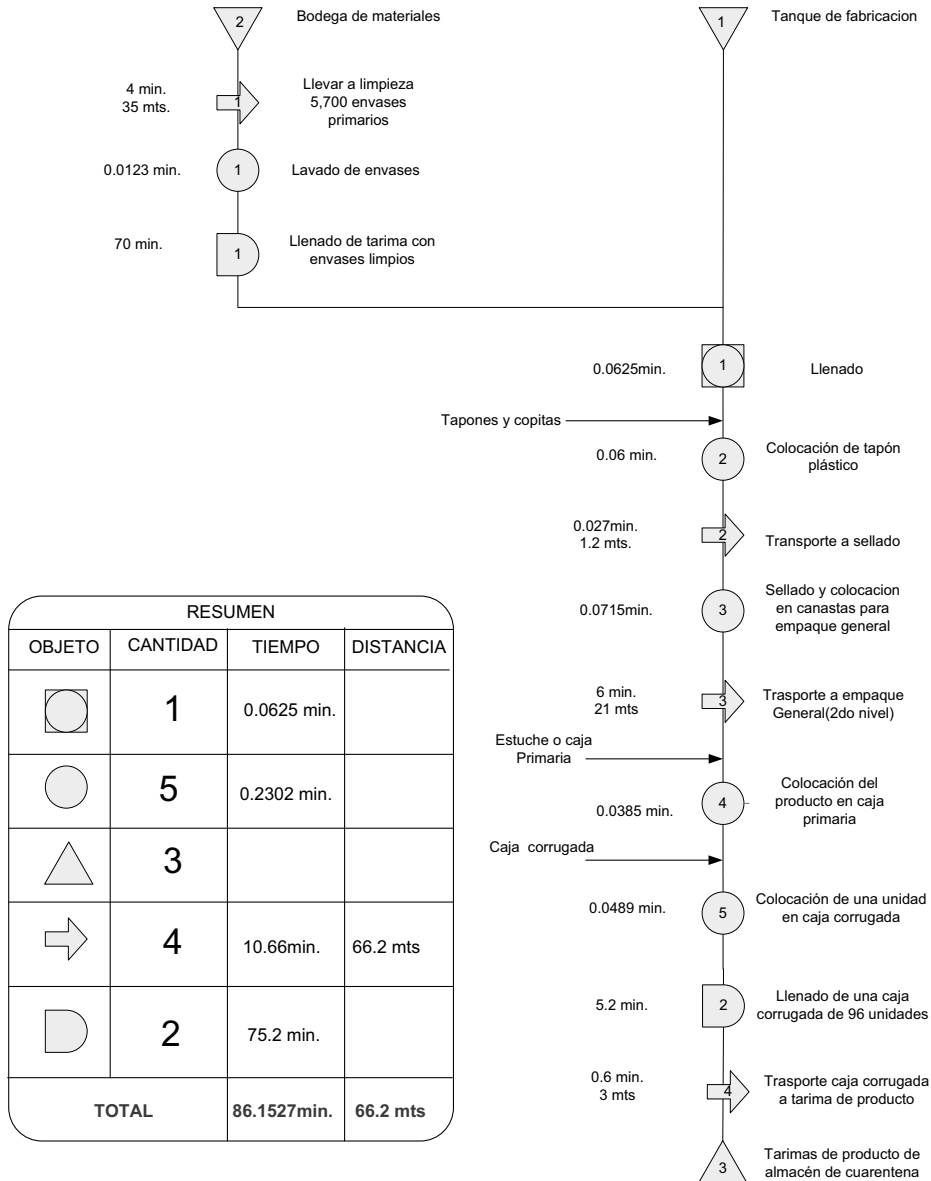 2
Bodega de materiales
1
Tanque de fabricacion
4 min.
35 mts.
1
Llevar a limpieza
5,700 envases
primarios
0.0123 min.
1
Lavado de envases
70 min.
1
Llenado de tarima con
envases limpios
0.0625min.
1
Llenado
Tapones y copitas
0.06 min.
2
Colocación de tapón
plástico
0.027min.
1.2 mts.
2
Transporte a sellado
0.0715min.
3
Sellado y colocacion
en canastas para
empaque general
6 min.
21 mts
3
Trasporte a empaque
General(2do nivel)
Estuche o caja
Primaria
0.0385 min.
4
Colocación del
producto en caja
primaria
Caja corrugada
0.0489 min.
5
Colocación de una unidad
en caja corrugada
5.2 min.
2
Llenado de una caja
corrugada de 96 unidades
0.6 min.
3 mts
4
Trasporte caja corrugada
a tarima de producto
3
Tarimas de producto de
almacén de cuarentena
RESUMEN
OBJETO CANTIDAD TIEMPO DISTANCIA
1 0.0625 min.
5 0.2302 min.
3
4 10.66min. 66.2 mts
2 75.2 min.
TOTAL 86.1527min. 66.2 mts